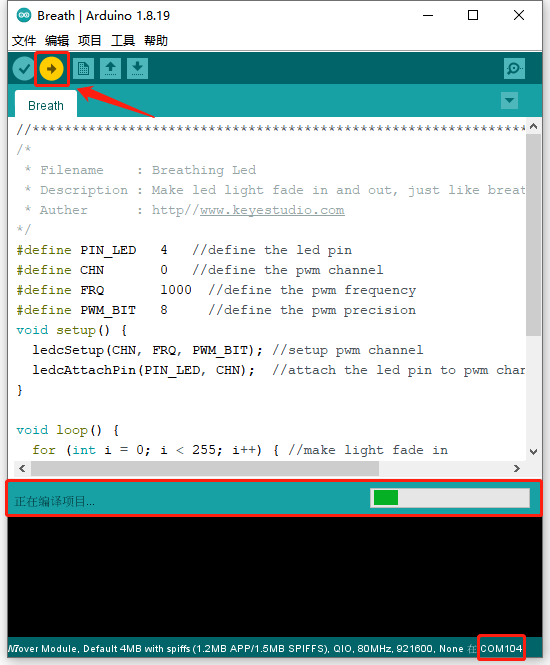 Breath | Arduino 1.8.19
文件 编辑 项目 工具 帮助
Breath
//**************************************************************
/*
* Filename : Breathing Led
* Description : Make led light fade in and out, just like breat
* Auther : http//www.keyestudio.com
*/
#define PIN_LED 4 //define the led pin
#define CHN 0 //define the pwm channel
#define FRQ 1000 //define the pwm frequency
#define PWM_BIT 8 //define the pwm precision
void setup() {
ledcSetup(CHN, FRQ, PWM_BIT); //setup pwm channel
ledcAttachPin(PIN_LED, CHN); //attach the led pin to pwm chan
}
void loop() {
for (int i = 0; i < 255; i++) { //make light fade in
正在编译项目...
over Module, Default 4MB with spiffs (1.2MB APP/1.5MB SPIFFS), QIO, 80MHz, 921600, None 在 COM104